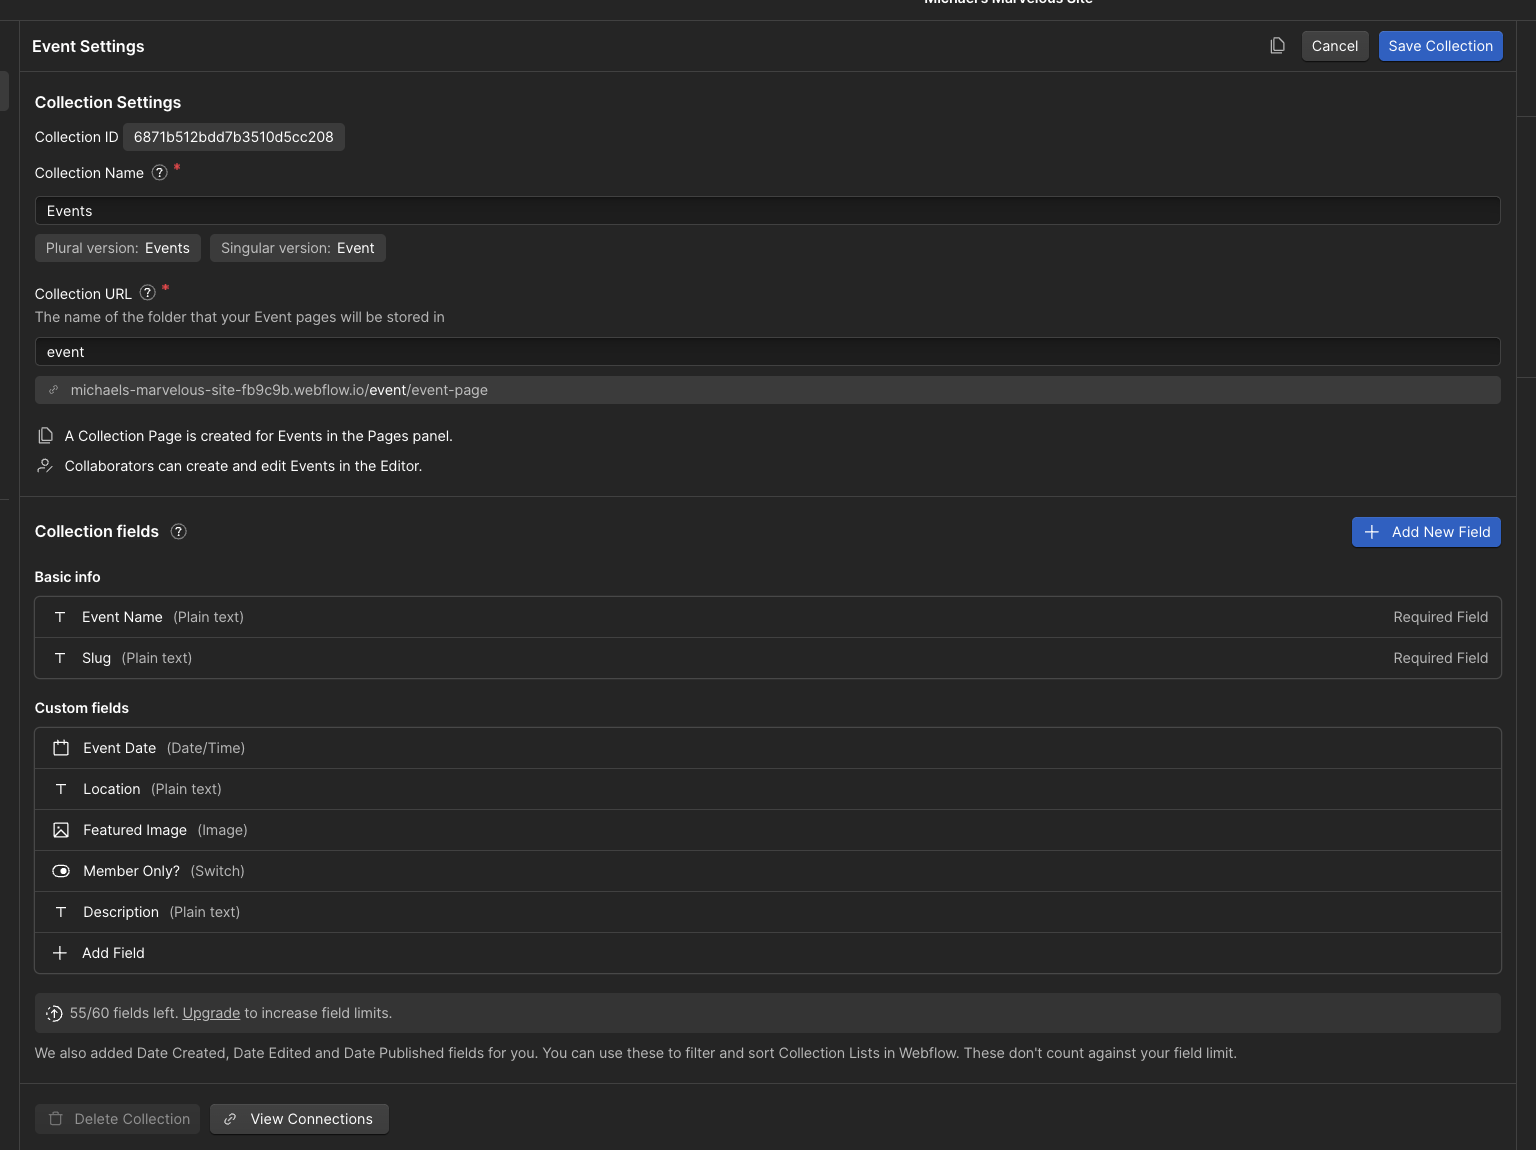 Michael's Marvelous Site
Event Settings
Cancel
Save Collection
Collection Settings
Collection ID 6871b512bdd7b3510d5cc208
Collection Name ? *
Events
Plural version: Events
Singular version: Event
Collection URL ? *
The name of the folder that your Event pages will be stored in
event
michaels-marvelous-site-fb9c9b.webflow.io/event/event-page
A Collection Page is created for Events in the Pages panel.
Collaborators can create and edit Events in the Editor.
Collection fields ?
+ Add New Field
Basic info
Event Name (Plain text) Required Field
Slug (Plain text) Required Field
Custom fields
Event Date (Date/Time)
Location (Plain text)
Featured Image (Image)
Member Only? (Switch)
Description (Plain text)
+ Add Field
55/60 fields left. Upgrade to increase field limits.
We also added Date Created, Date Edited and Date Published fields for you. You can use these to filter and sort Collection Lists in Webflow. These don't count against your field limit.
Delete Collection
View Connections